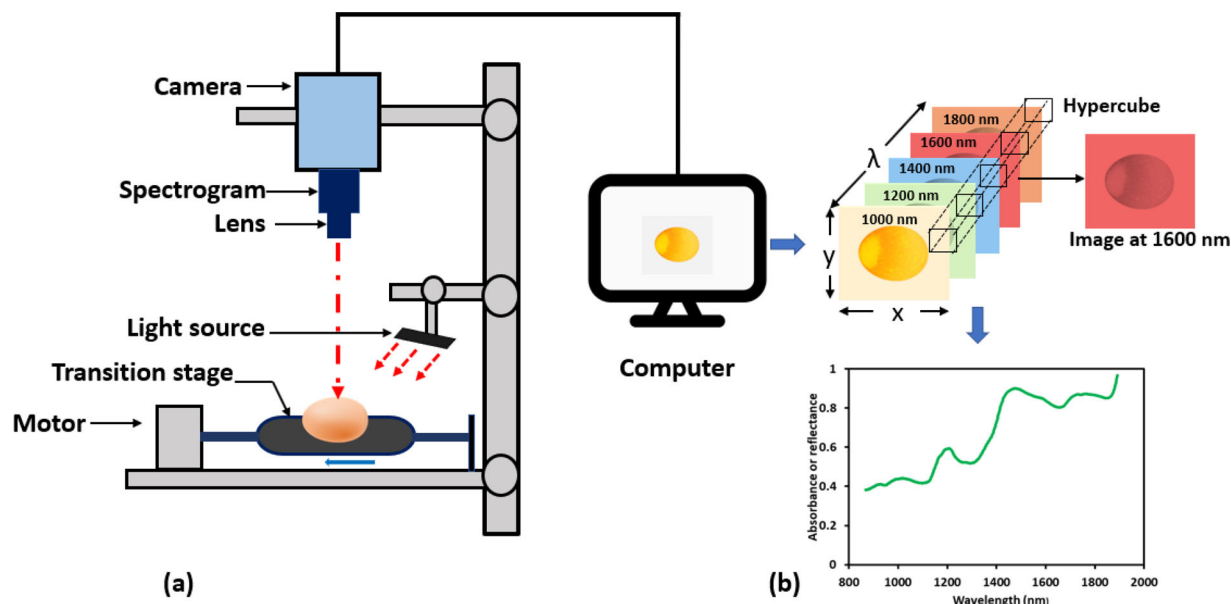 Camera
Spectrogram
Lens
Light source
Transition stage
Motor
(a)
Computer
1800 nm
1600 nm
1400 nm
1200 nm
1000 nm
λ
y
x
Hypercube
Image at 1600 nm
Absorbance or reflectance
1
0.8
0.6
0.4
0.2
0
800
1000
1200
1400
1600
1800
2000
Wavelength (nm)
(b)